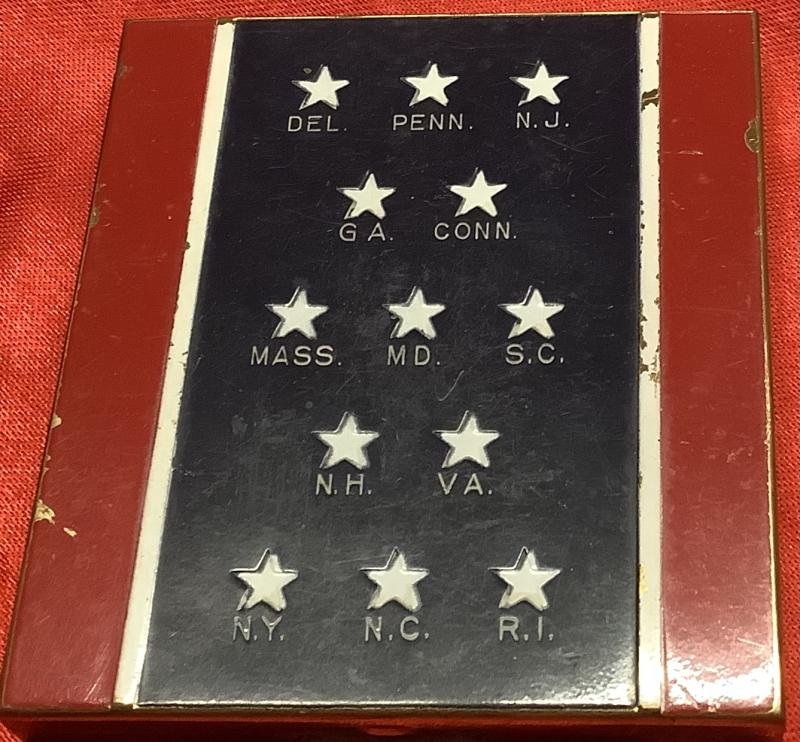 DEL. PENN. N.J.
GA. CONN.
MASS. MD. S.C.
N.H. VA.
N.Y. N.C. R.I.